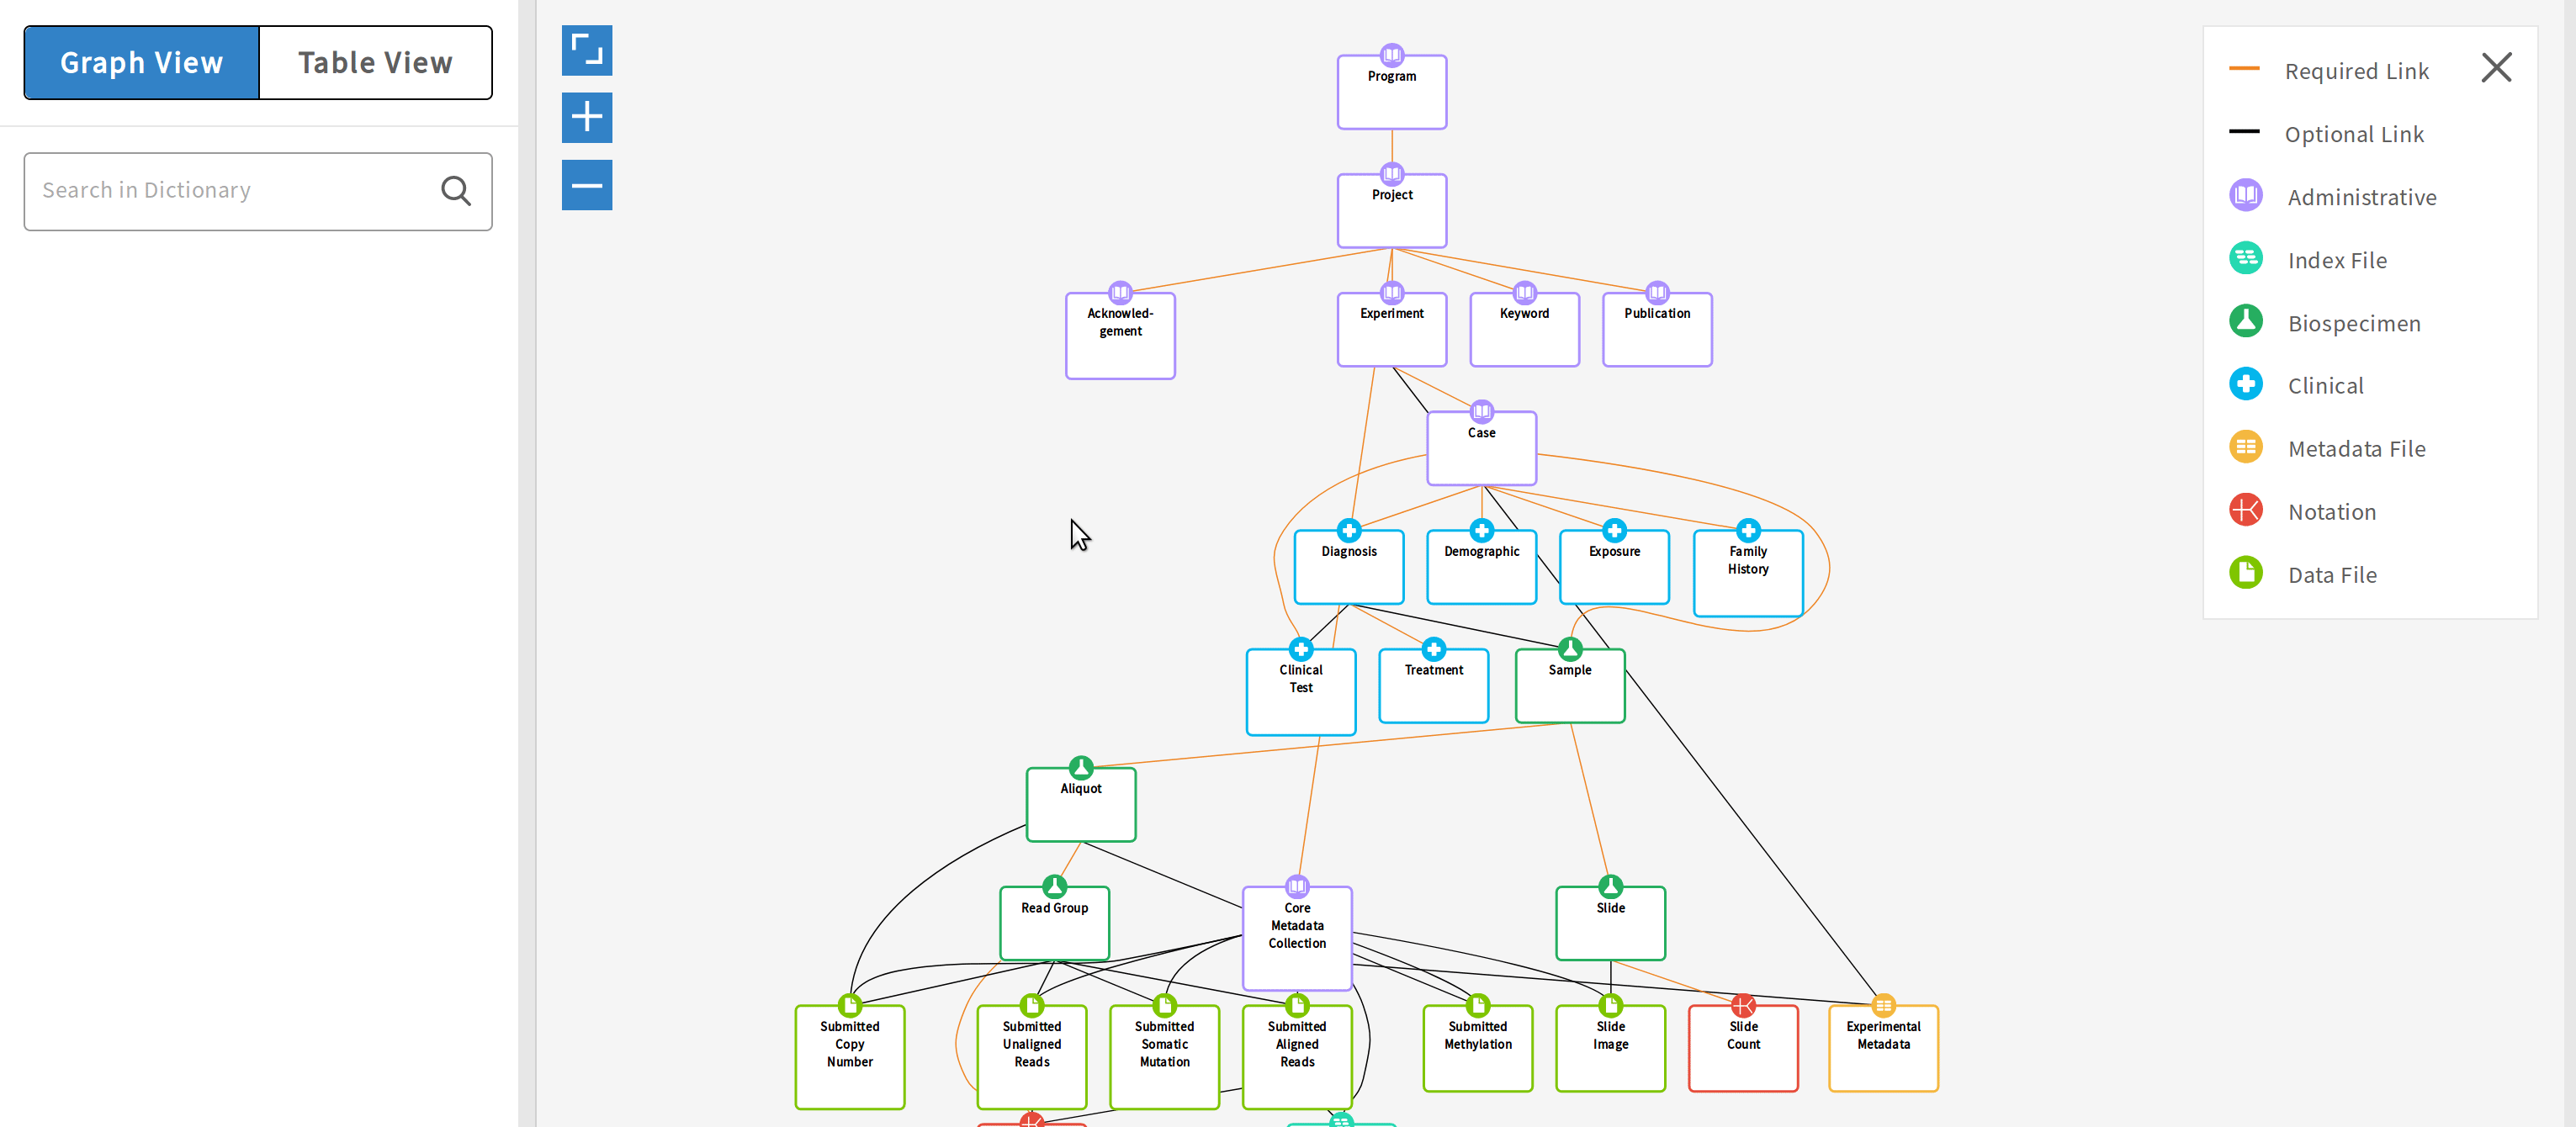 Graph View
Table View
Search in Dictionary
Program
Project
Acknowled-
gement
Experiment
Keyword
Publication
Case
Diagnosis
Demographic
Exposure
Family
History
Clinical
Test
Treatment
Sample
Aliquot
Read Group
Core
Metadata
Collection
Slide
Submitted
Copy
Number
Submitted
Unaligned
Reads
Submitted
Somatic
Mutation
Submitted
Aligned
Reads
Submitted
Methylation
Slide
Image
Slide
Count
Experimental
Metadata
Required Link
Optional Link
Administrative
Index File
Biospecimen
Clinical
Metadata File
Notation
Data File